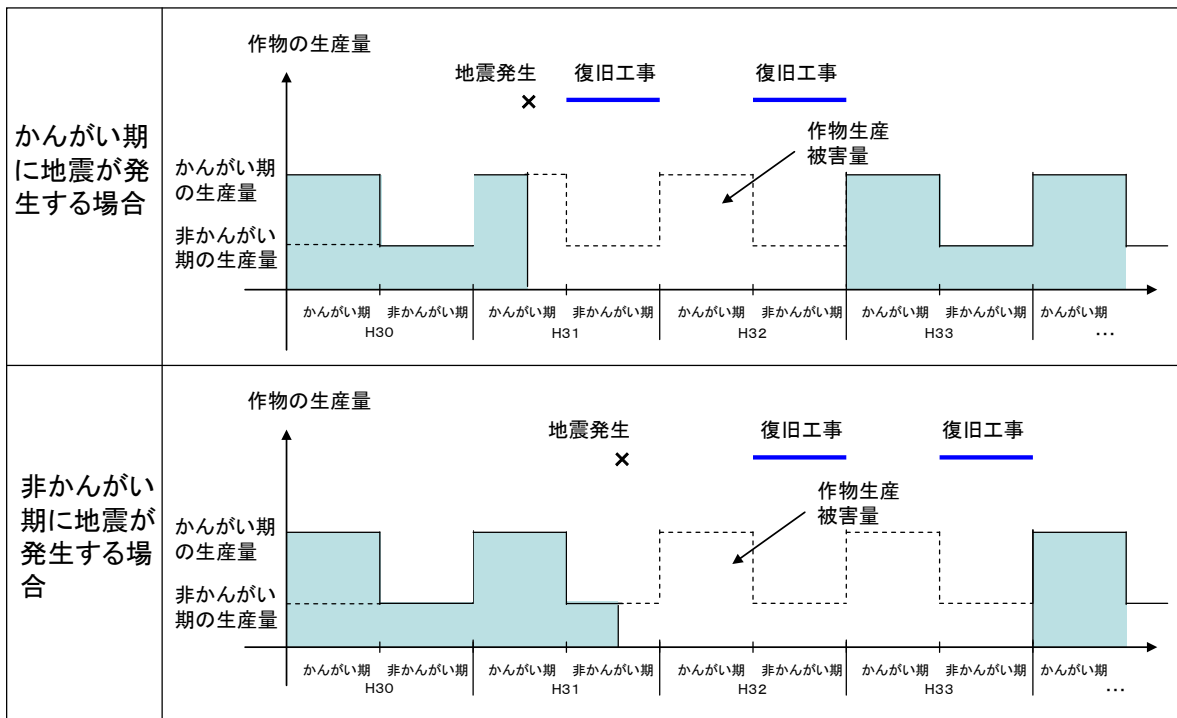 かんがい期
に地震が発
生する場合
作物の生産量
地震発生
×
復旧工事
復旧工事
作物生産
被害量
かんがい期
の生産量
非かんがい
期の生産量
かんがい期 非かんがい期 かんがい期 非かんがい期 かんがい期 非かんがい期 かんがい期 非かんがい期 かんがい期
H30 H31 H32 H33 …
非かんがい
期に地震が
発生する場
合
作物の生産量
地震発生
×
復旧工事
復旧工事
作物生産
被害量
かんがい期
の生産量
非かんがい
期の生産量
かんがい期 非かんがい期 かんがい期 非かんがい期 かんがい期 非かんがい期 かんがい期 非かんがい期 かんがい期
H30 H31 H32 H33 …